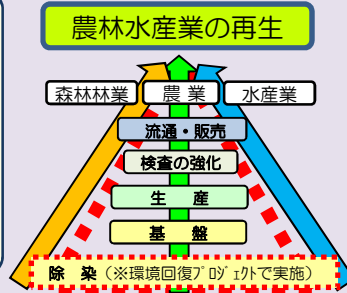 農林水産業の再生
森林林業 農 業 水産業
流通・販売
検査の強化
生 産
基 盤
除 染 (※環境回復プロジェクトで実施)